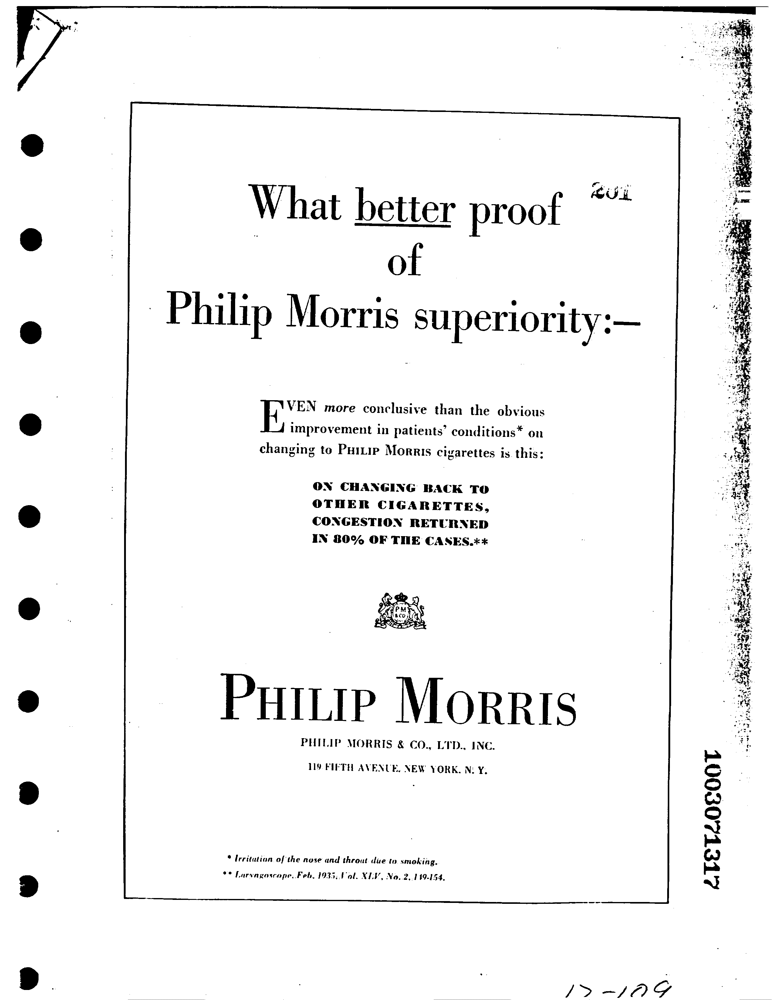 201
What better proof
of
Philip Morris superiority:—
EVEN more conclusive than the obvious
improvement in patients' conditions* on
changing to PHILIP MORRIS cigarettes is this:
ON CHANGING BACK TO
OTHER CIGARETTES,
CONGESTION RETURNED
IN 80% OF THE CASES.**
PM
& CO
PHILIP MORRIS
PHILIP MORRIS & CO., LTD., INC.
119 FIFTH AVENUE, NEW YORK, N. Y.
* Irritation of the nose and throat due to smoking.
** Laryngoscope, Feb. 1935, Vol. XLV, No. 2, 149-154.
1003071317